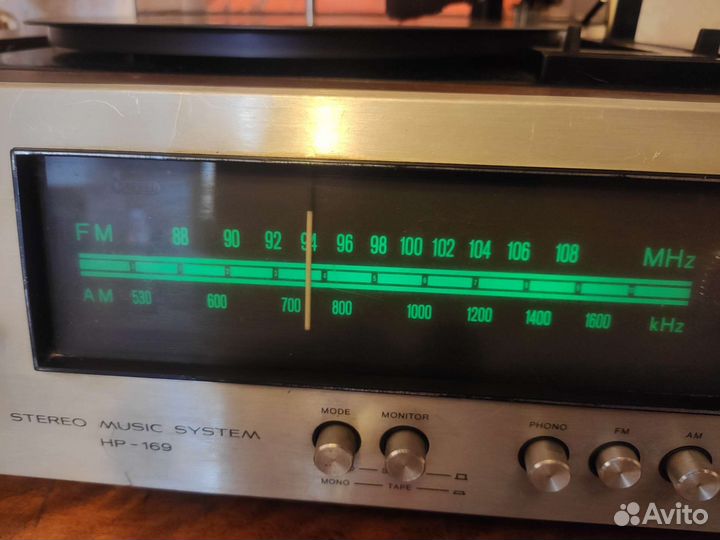 FM 88 90 92 94 96 98 100 102 104 106 108 MHz
AM 530 600 700 800 1000 1200 1400 1600 kHz
STEREO MUSIC SYSTEM
HP-169
MODE MONITOR PHONO FM AM
MONO TAPE
Avito